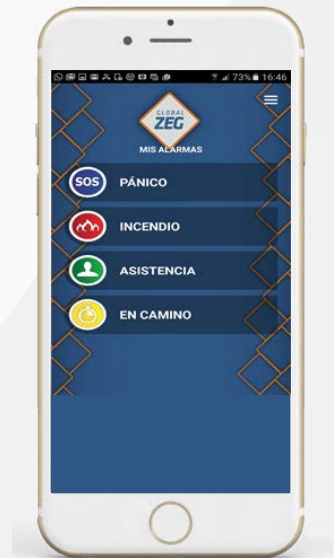 73% 16:46
GLOBAL
ZEG
MIS ALARMAS
SOS PÁNICO
INCENDIO
ASISTENCIA
EN CAMINO